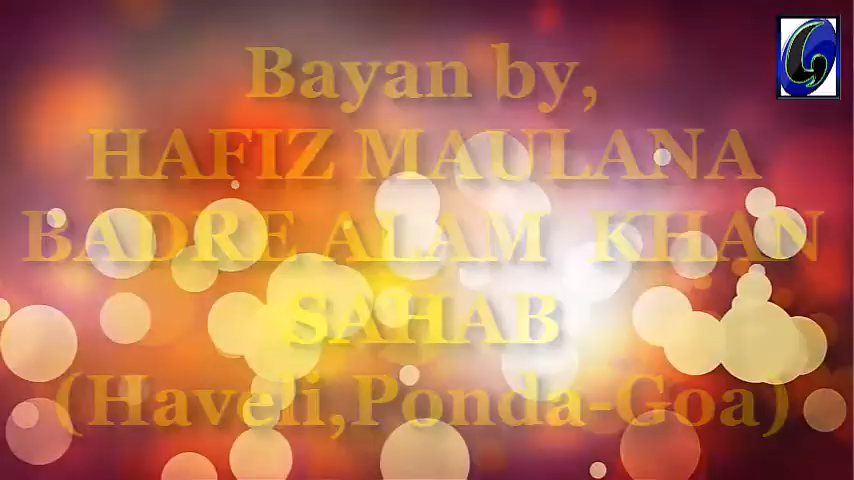 Bayan by,
HAFIZ MAULANA
BADRE ALAM KHAN
SAHAB
(Haveli,Ponda-Goa)